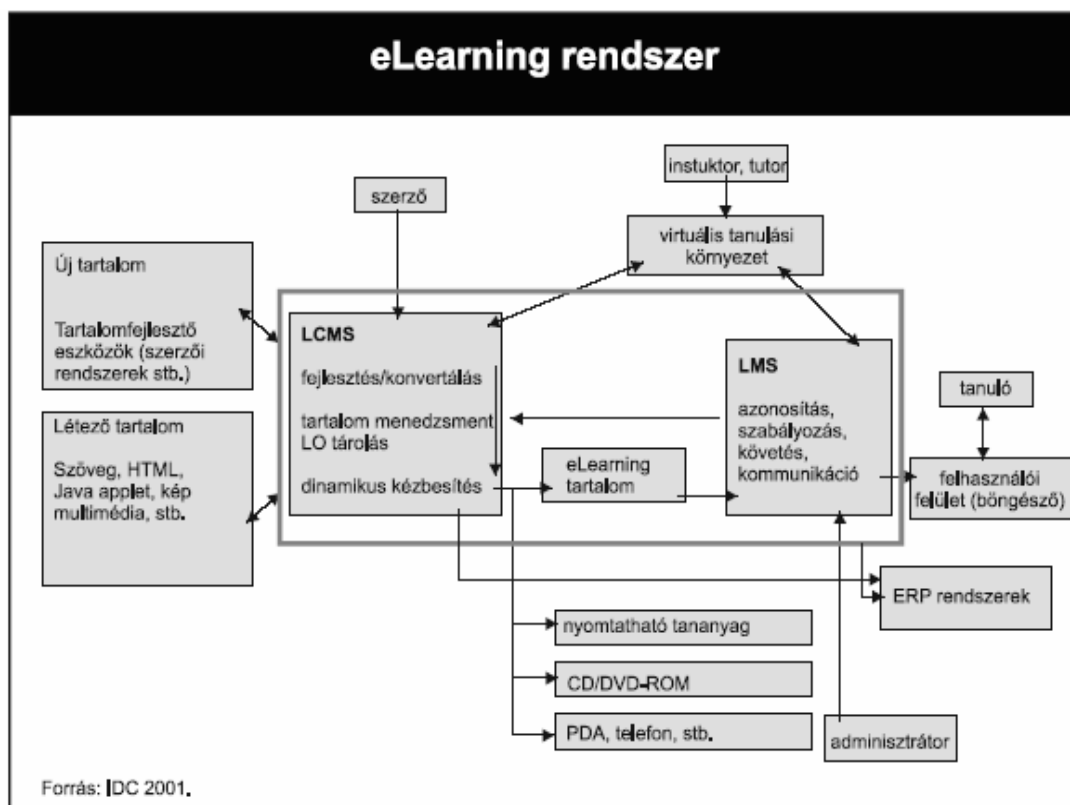 eLearning rendszer
instuktor, tutor
szerző
virtuális tanulási
környezet
Új tartalom
Tartalomfejlesztő
eszközök (szerzői
rendszerek stb.)
LCMS
fejlesztés/konvertálás
tartalom menedzsment
LO tárolás
dinamikus kézbesítés
LMS
azonosítás,
szabályozás,
követés,
kommunikáció
tanuló
Létező tartalom
Szöveg, HTML,
Java applet, kép
multimédia, stb.
eLearning
tartalom
felhasználói
felület (böngésző)
ERP rendszerek
nyomtatható tananyag
CD/DVD-ROM
PDA, telefon, stb.
adminisztrátor
Forrás: IDC 2001.